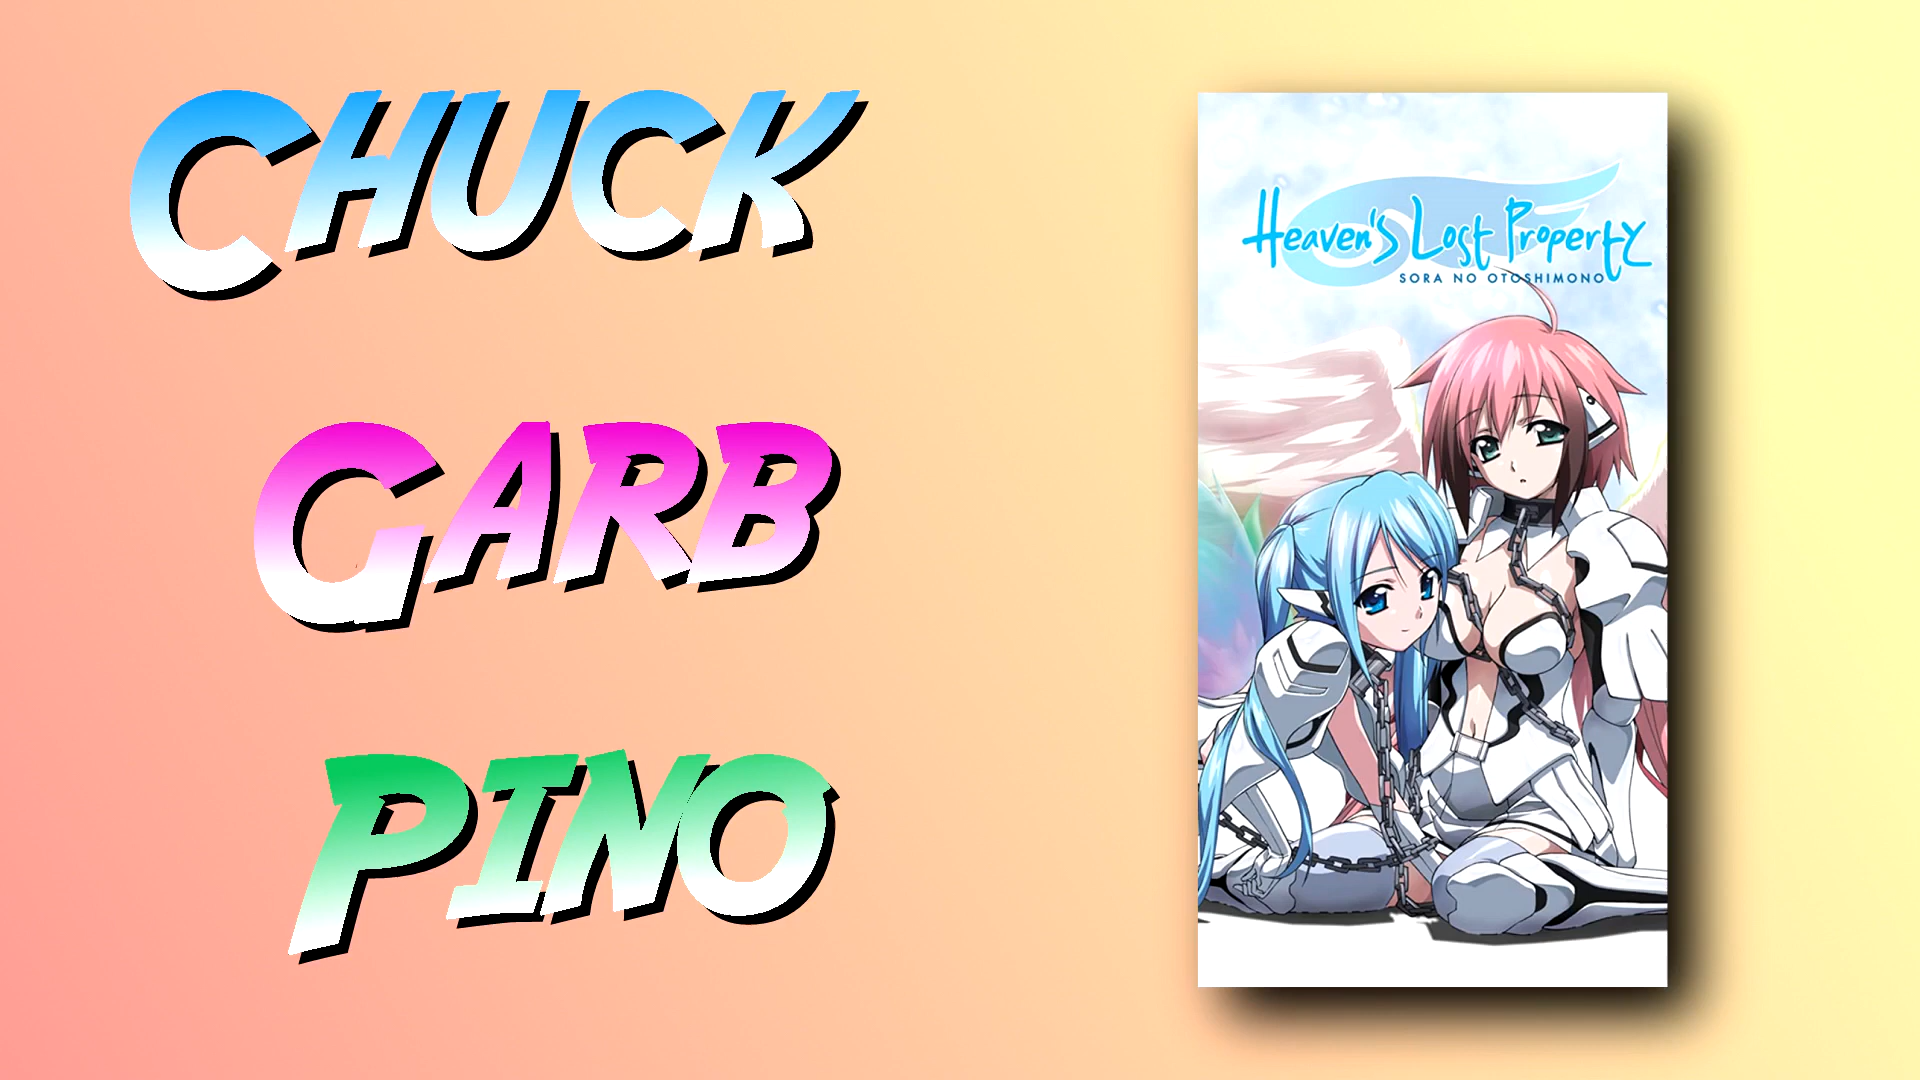 Chuck
Garb
Pino
Heaven's Lost Property
SORA NO OTOSHIMONO